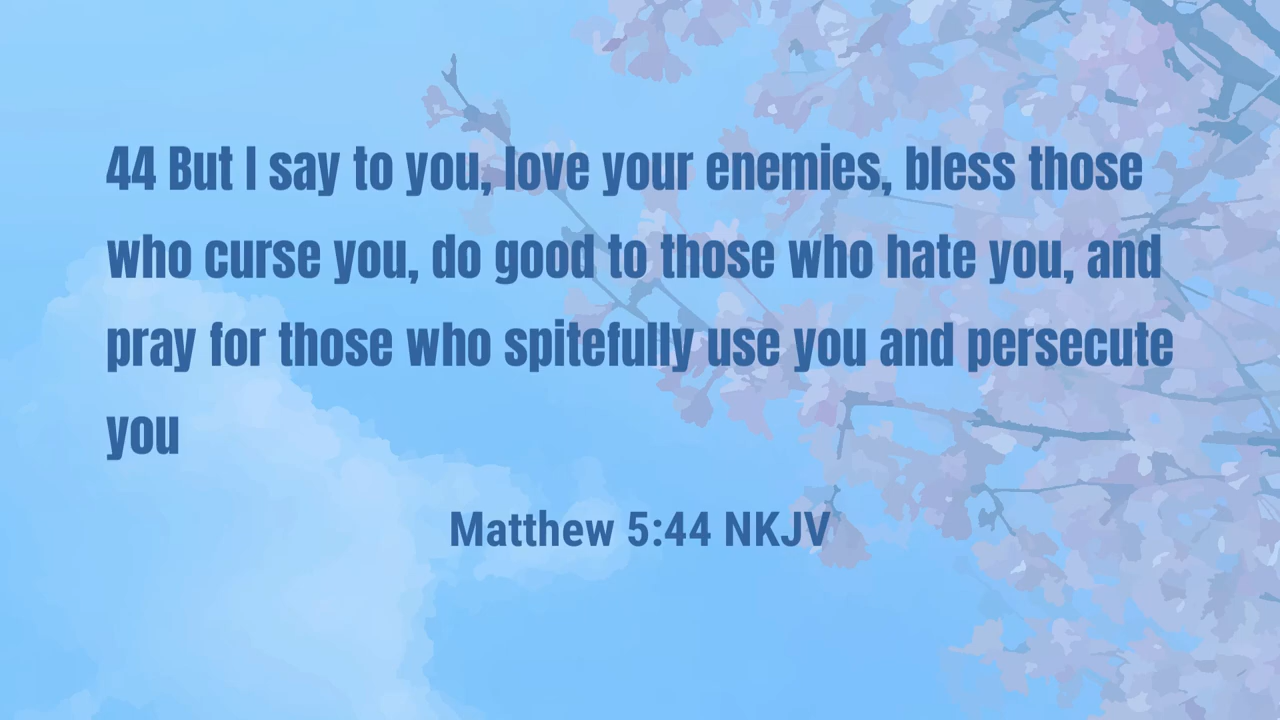 44 But I say to you, love your enemies, bless those
who curse you, do good to those who hate you, and
pray for those who spitefully use you and persecute
you
Matthew 5:44 NKJV